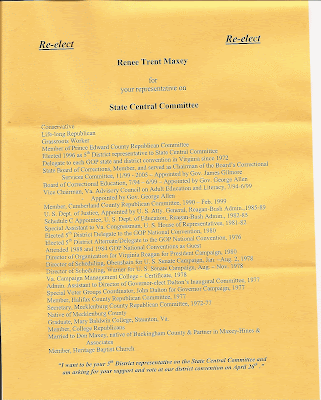 Re-elect Re-elect
Renee Trent Maxey
for
your representative on
State Central Committee
Conservative
Life-long Republican
Grassroots Worker
Member of Prince Edward County Republican Committee
Elected 1996 as 5th District representative to State Central Committee
Delegate to each GOP state and district convention in Virginia since 1972
State Board of Corrections, Member, and served as Chairman of the Board's Correctional
Services Committee, 11/99 - 2003 - Appointed by Gov. James Gilmore
Board of Correctional Education, 7/94 - 6/99 - Appointed by Gov. George Allen
Vice Chairman, Va. Advisory Council on Adult Education and Literacy, 7/94-6/99
Appointed by Gov. George Allen
Member, Cumberland County Republican Committee, 1990 - Feb. 1999
U. S. Dept. of Justice, Appointed by U.S. Atty. General, Reagan-Bush Admin., 1985-89
Schedule C Appointee, U. S. Dept. of Education, Reagan-Bush Admin., 1982-85
Special Assistant to Va. Congressman, U. S. House of Representatives, 1981-82
Elected 5th District Delegate to the GOP National Convention, 1980
Elected 5th District Alternate Delegate to the GOP National Convention, 1976
Attended 1988 and 1984 GOP National Conventions as Guest
Director of Organization for Virginia Reagan for President Campaign, 1980
Director of Scheduling, Obenshain for U. S. Senate Campaign, - Aug. 2, 1978
Director of Scheduling, Warner for U. S. Senate Campaign, Aug. - Nov. 1978
Va. Campaign Management College - Certificate, 1978
Admin. Assistant to Director of Governor-elect Dalton's Inaugural Committee, 1977
Special Voter Groups Coordinator, John Dalton for Governor Campaign, 1977
Member, Halifax County Republican Committee, 1977
Secretary, Mecklenburg County Republican Committee, 1972-
Native of Mecklenburg County
Graduate, Mary Baldwin College, Staunton, Va.
Member, College Republicans
Married to Don Maxey, native of Buckingham County & Partner in Maxey, Hines &
Associates
Member, Heritage Baptist Church
"I want to be your 5th District representative on the State Central Committee and
am asking for your support and vote at our district convention on April 28th."